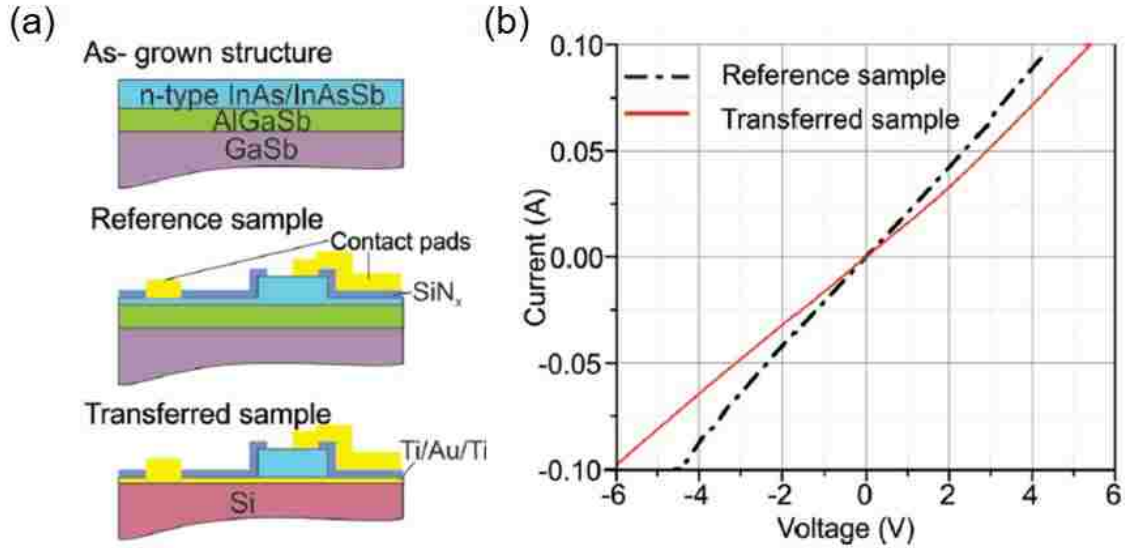 (a)
As- grown structure
n-type InAs/InAsSb
AlGaSb
GaSb
Reference sample
Contact pads
SiNₓ
Transferred sample
Ti/Au/Ti
Si
(b)
Reference sample
Transferred sample
Current (A)
0.10
0.05
0.00
-0.05
-0.10
-6 -4 -2 0 2 4 6
Voltage (V)